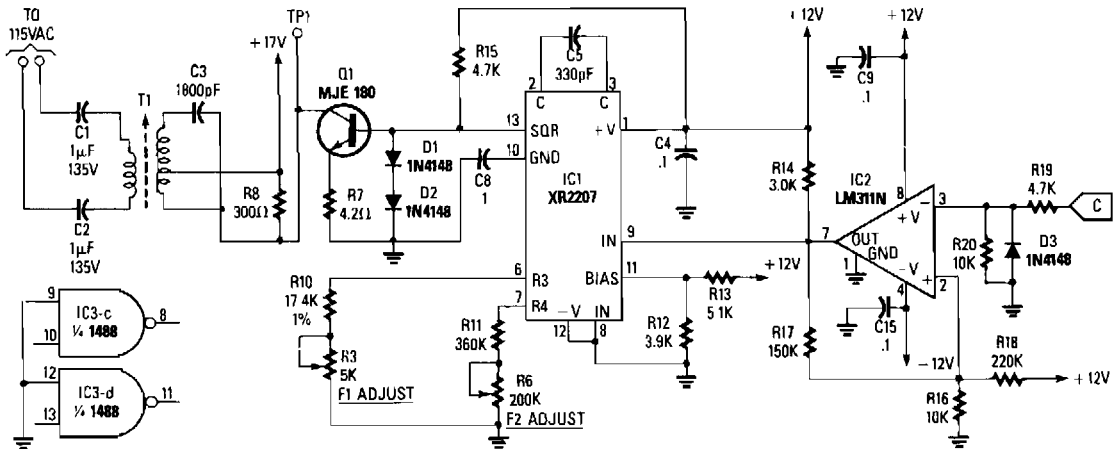 TO
115VAC
C1
1µF
135V
C2
1µF
135V
T1
C3
1800pF
+17V
R8
300Ω
TP1
Q1
MJE 180
R7
4.2Ω
D1
1N4148
D2
1N4148
R15
4.7K
C8
1
C5
330pF
2
3
C
C
13
SQR
+V
1
10
GND
IC1
XR2207
IN
9
BIAS
11
6
R3
7
R4
-V
IN
12
8
C4
.1
R10
17.4K
1%
R3
5K
F1 ADJUST
R11
360K
R6
200K
F2 ADJUST
R12
3.9K
R13
5.1K
+12V
+12V
R14
3.0K
R17
150K
+12V
C9
.1
IC2
LM311N
8
+V
3
-
7
OUT
GND
1
-V
+
4
2
C15
.1
-12V
R19
4.7K
C
R20
10K
D3
1N4148
R18
220K
+12V
R16
10K
9
IC3-c
¼ 1488
8
10
12
IC3-d
¼ 1488
11
13